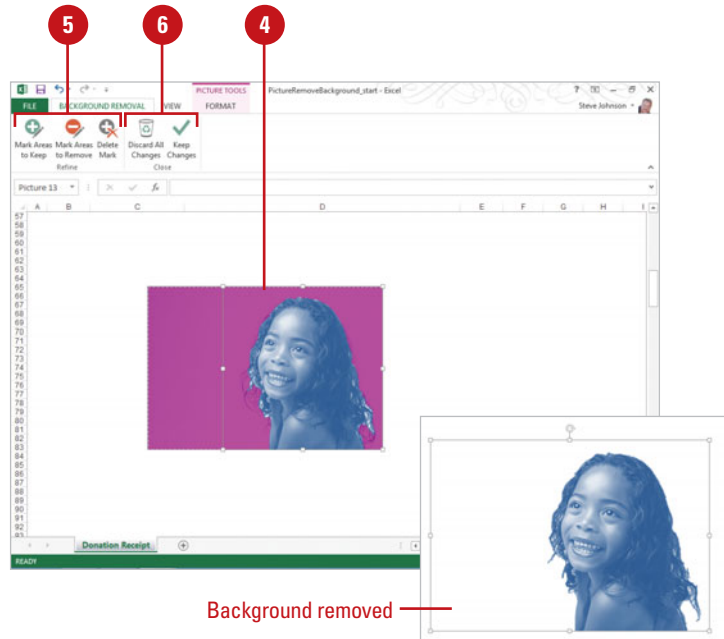 5 6 4
PICTURE TOOLS PictureRemoveBackground_start - Excel
FILE BACKGROUND REMOVAL VIEW FORMAT Steve Johnson
Mark Areas to Keep
Mark Areas to Remove
Delete Mark
Discard All Changes
Keep Changes
Refine Close
Picture 13 fx
A B C D E F G H I
57
58
59
60
61
62
63
64
65
66
67
68
69
70
71
72
73
74
75
76
77
78
79
80
81
82
83
84
85
86
87
88
89
90
91
92
93
Donation Receipt
READY
Background removed